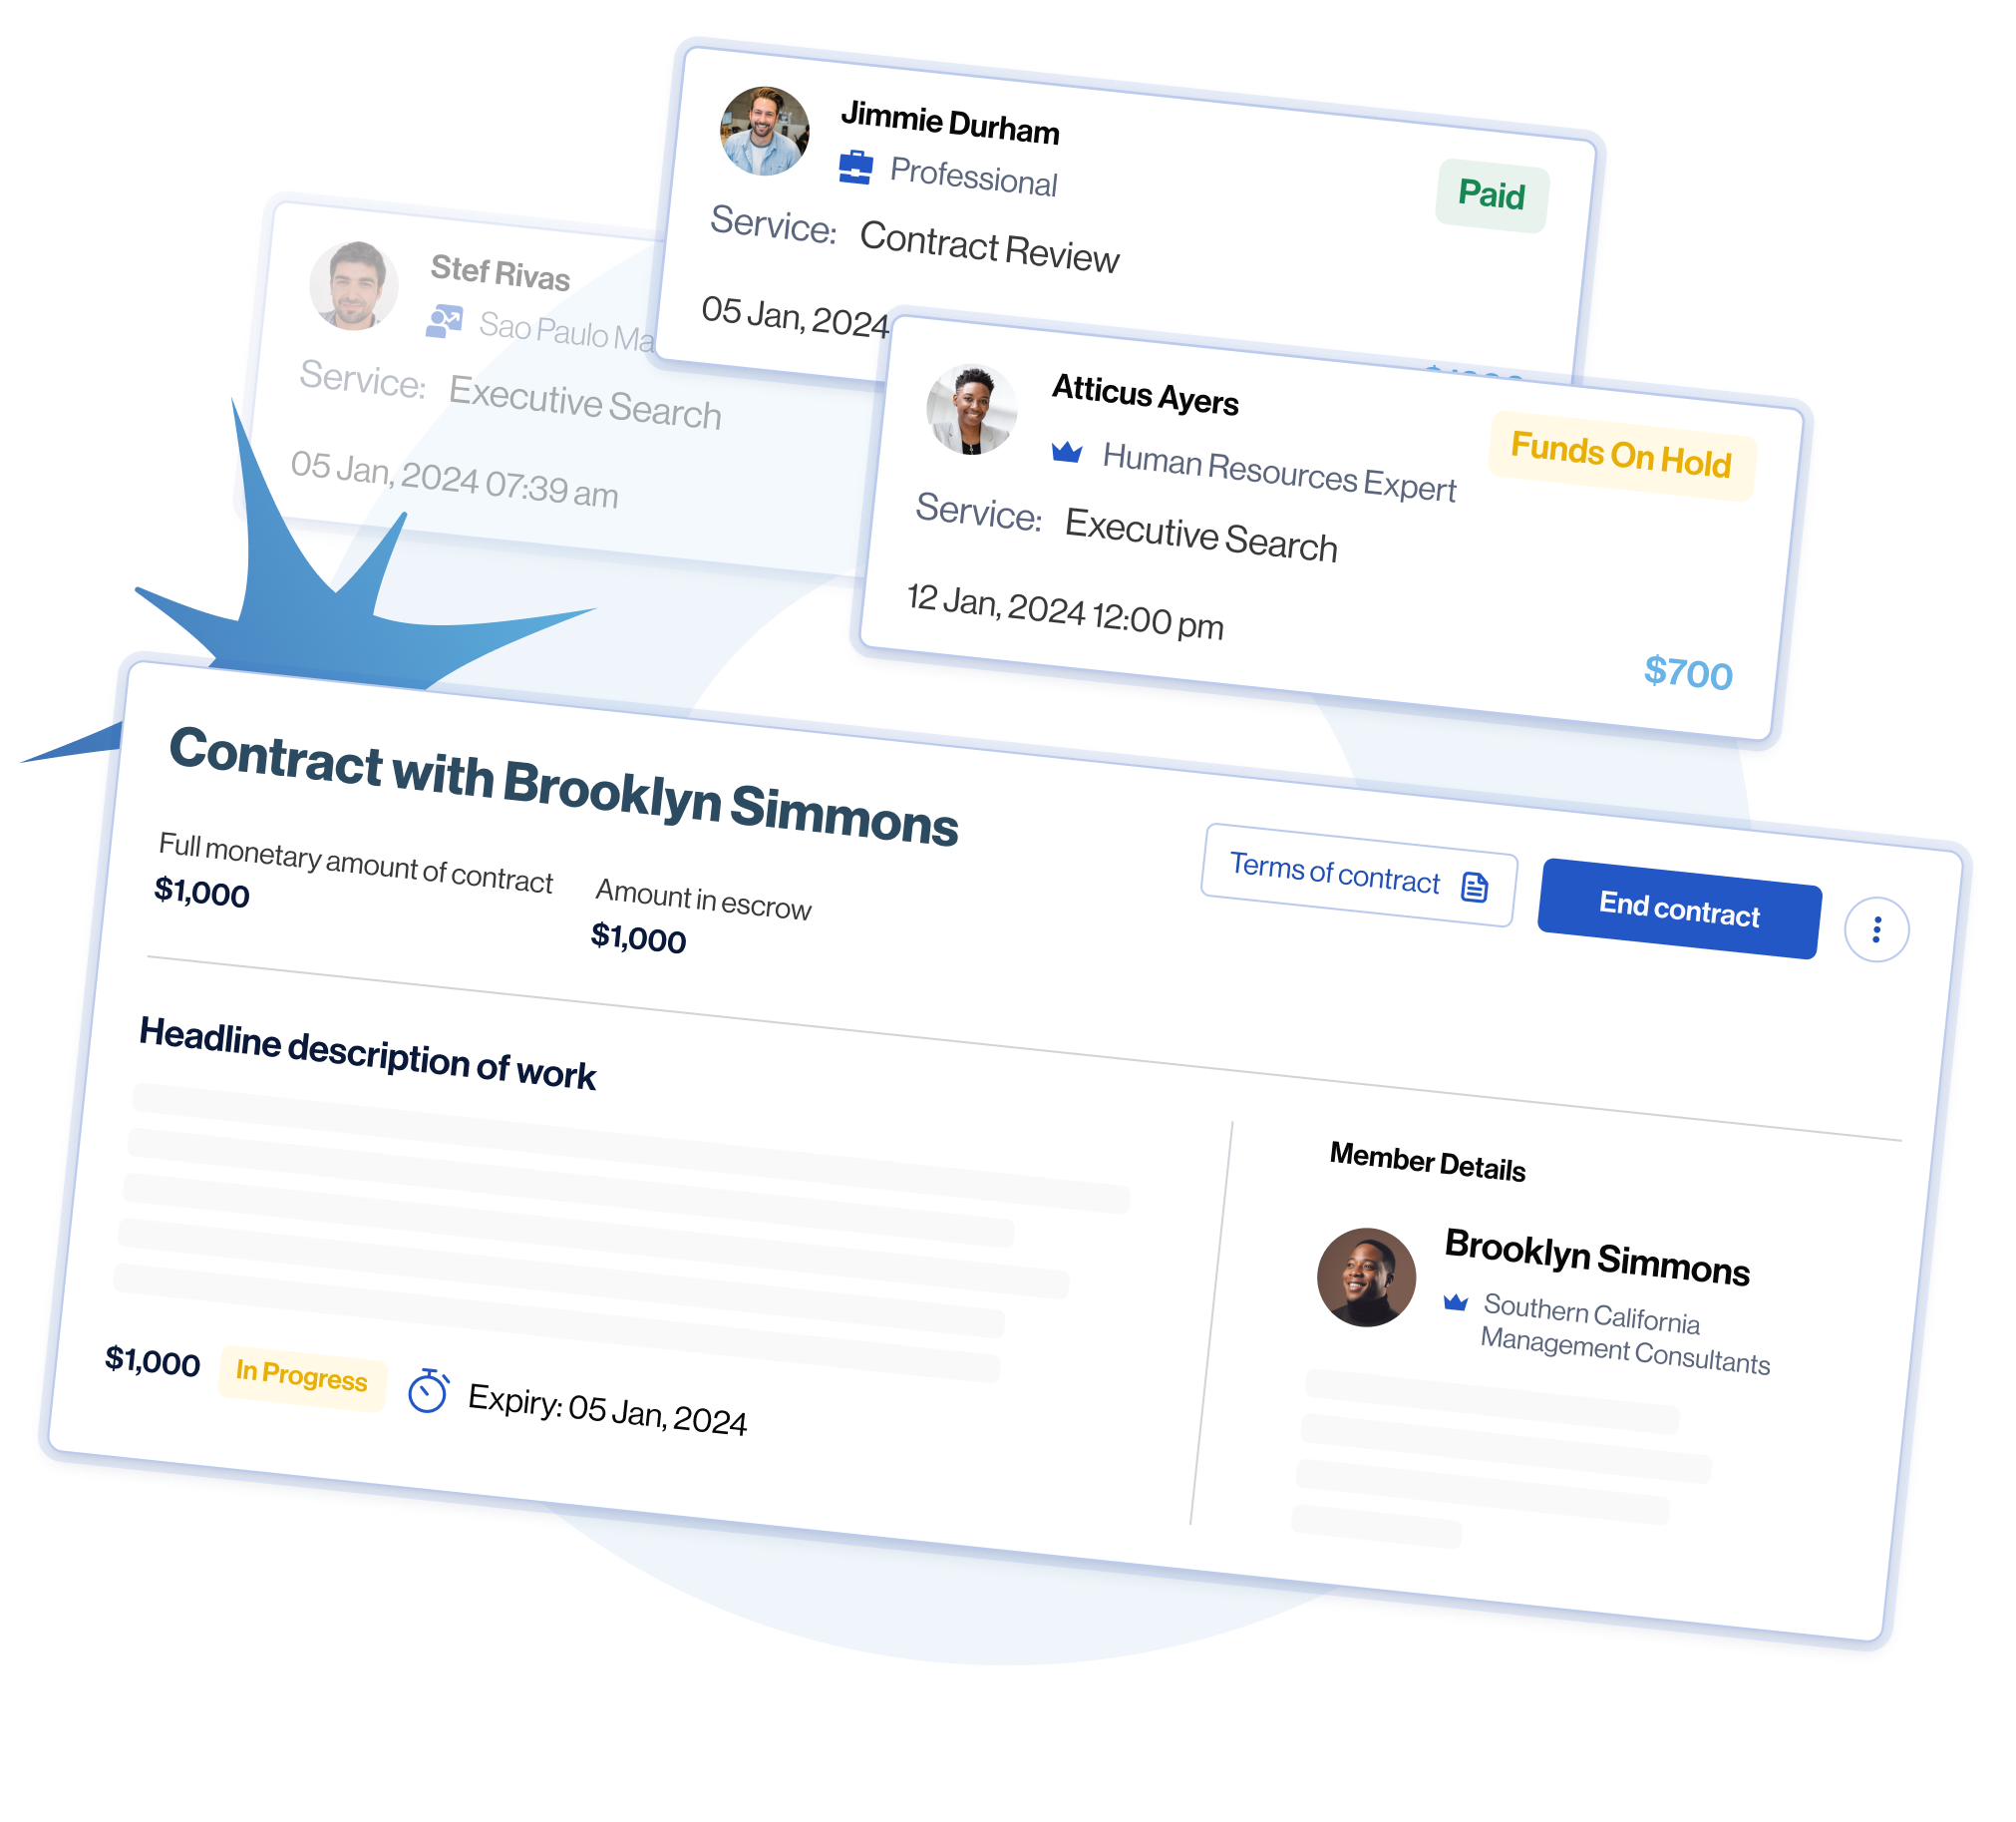 Jimmie Durham
Professional
Paid
Service: Contract Review
05 Jan, 2024
Stef Rivas
Sao Paulo
Service: Executive Search
05 Jan, 2024 07:39 am
Atticus Ayers
Human Resources Expert
Funds On Hold
Service: Executive Search
12 Jan, 2024 12:00 pm
$700
Contract with Brooklyn Simmons
Full monetary amount of contract
$1,000
Amount in escrow
$1,000
Terms of contract
End contract
Headline description of work
$1,000
In Progress
Expiry: 05 Jan, 2024
Member Details
Brooklyn Simmons
Southern California
Management Consultants